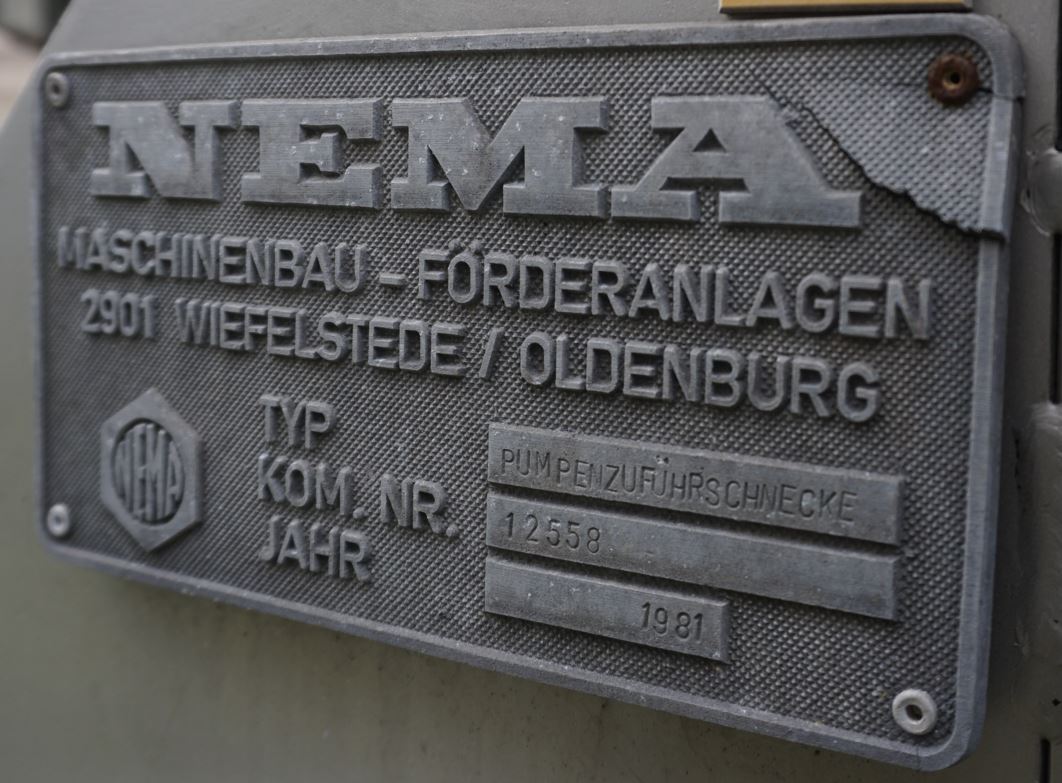 NEMA
MASCHINENBAU - FÖRDERANLAGEN
2901 WIEFELSTEDE / OLDENBURG
NEMA
TYP PUMPENZUFÜHRSCHNECKE
KOM. NR. 12558
JAHR 1981